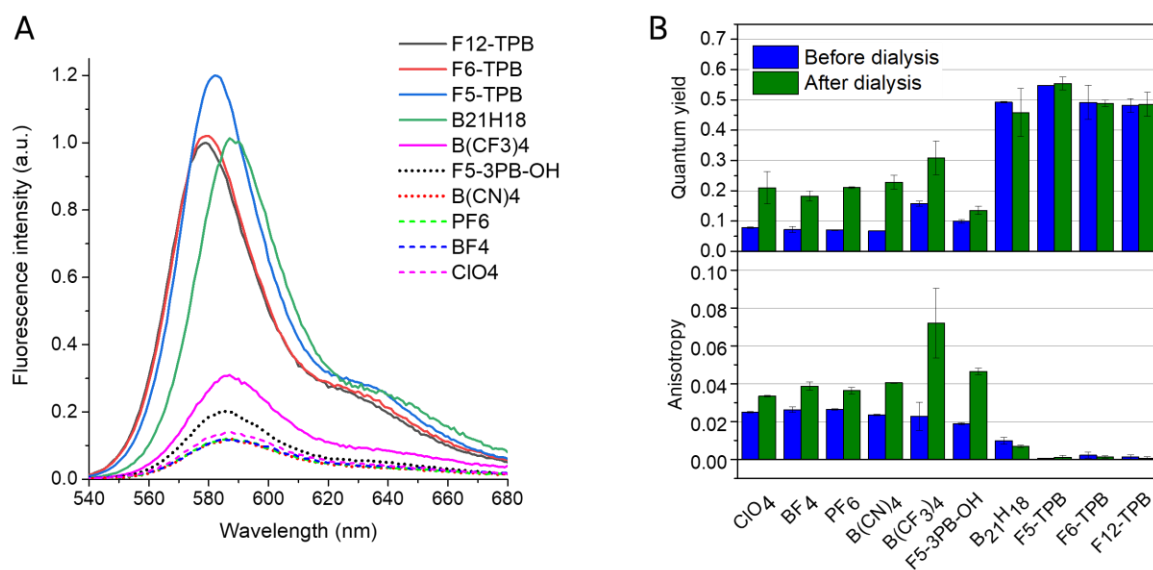 A
F12-TPB
F6-TPB
F5-TPB
B21H18
B(CF3)4
F5-3PB-OH
B(CN)4
PF6
BF4
ClO4
1.2
1.0
0.8
0.6
0.4
0.2
0.0
Fluorescence intensity (a.u.)
540 560 580 600 620 640 660 680
Wavelength (nm)
B
Before dialysis
After dialysis
0.7
0.6
0.5
0.4
0.3
0.2
0.1
0.0
Quantum yield
0.10
0.08
0.06
0.04
0.02
0.00
Anisotropy
ClO4
BF4
PF6
B(CN)4
B(CF3)4
F5-3PB-OH
B21H18
F5-TPB
F6-TPB
F12-TPB